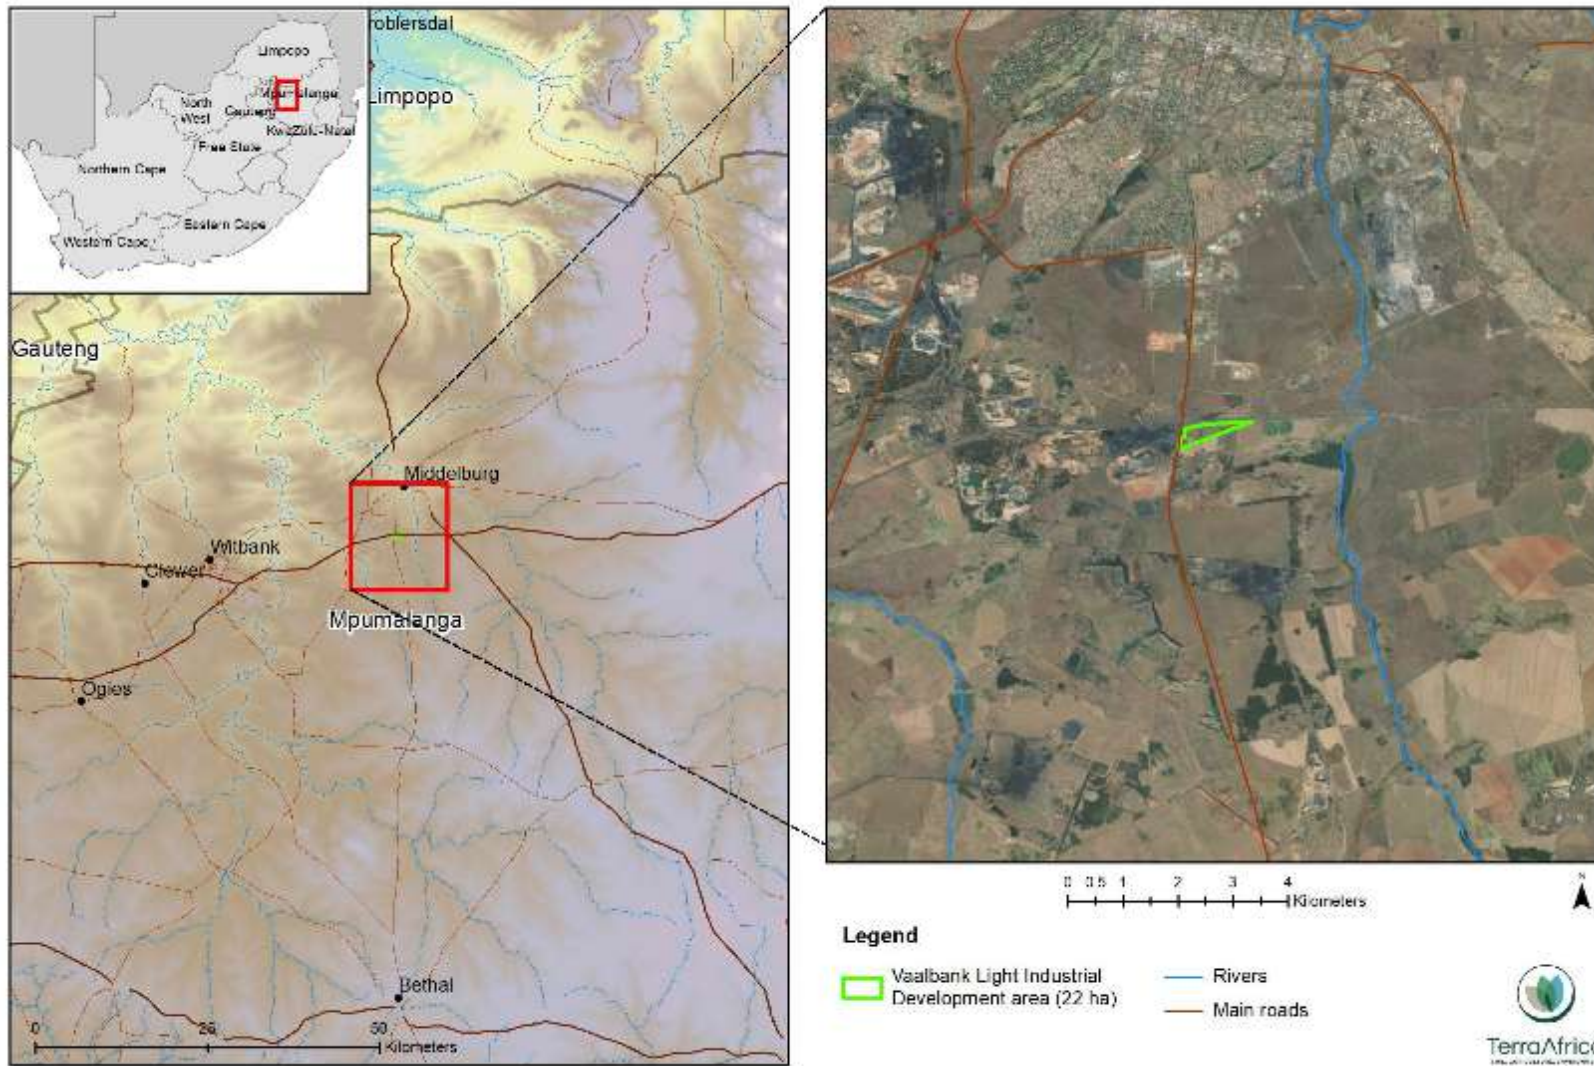 Limpopo
Mpumalanga
North
West
Gauteng
KwaZulu-Natal
Free State
Northern Cape
Eastern Cape
Western Cape
roblersdal
Limpopo
Gauteng
Middelburg
Witbank
Clewer
Mpumalanga
Ogies
Bethal
0 25 50
Kilometers
0 0.5 1 2 3 4
Kilometers
N
Legend
Vaalbank Light Industrial
Development area (22 ha)
Rivers
Main roads
TerraAfric